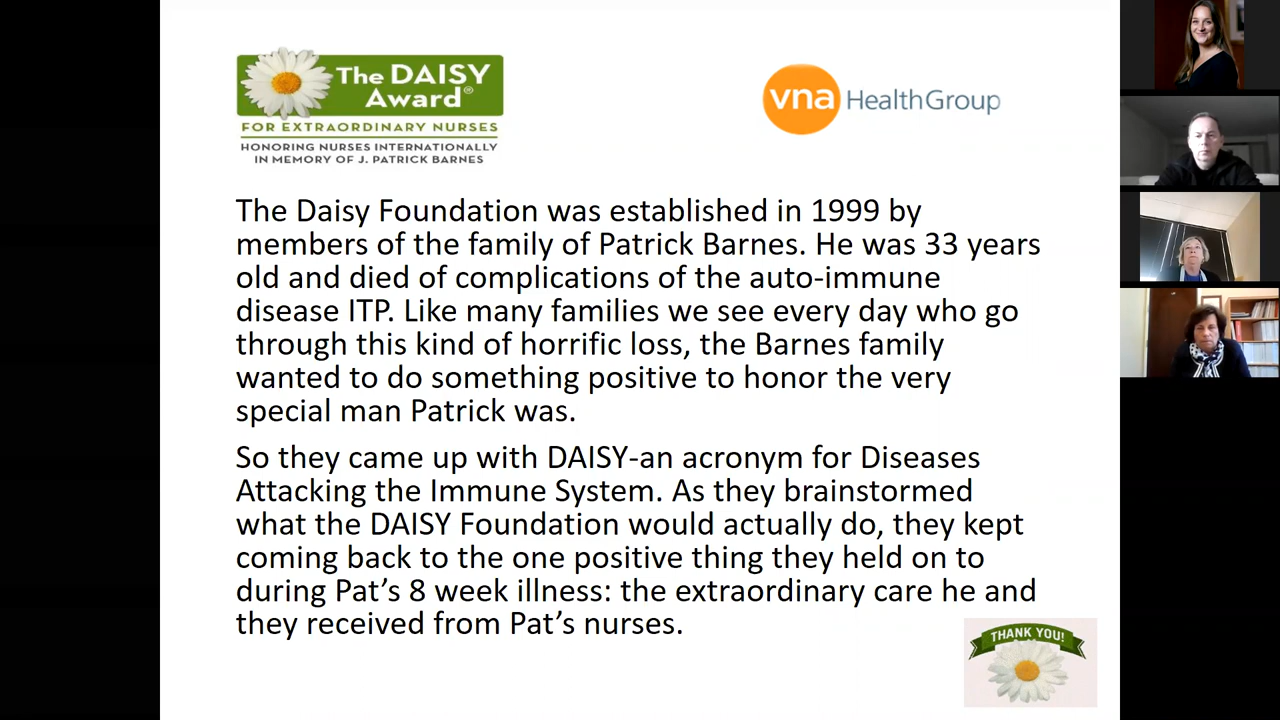 The DAISY
Award®
FOR EXTRAORDINARY NURSES
HONORING NURSES INTERNATIONALLY
IN MEMORY OF J. PATRICK BARNES
vna HealthGroup
The Daisy Foundation was established in 1999 by
members of the family of Patrick Barnes. He was 33 years
old and died of complications of the auto-immune
disease ITP. Like many families we see every day who go
through this kind of horrific loss, the Barnes family
wanted to do something positive to honor the very
special man Patrick was.
So they came up with DAISY-an acronym for Diseases
Attacking the Immune System. As they brainstormed
what the DAISY Foundation would actually do, they kept
coming back to the one positive thing they held on to
during Pat's 8 week illness: the extraordinary care he and
they received from Pat's nurses.
THANK YOU!